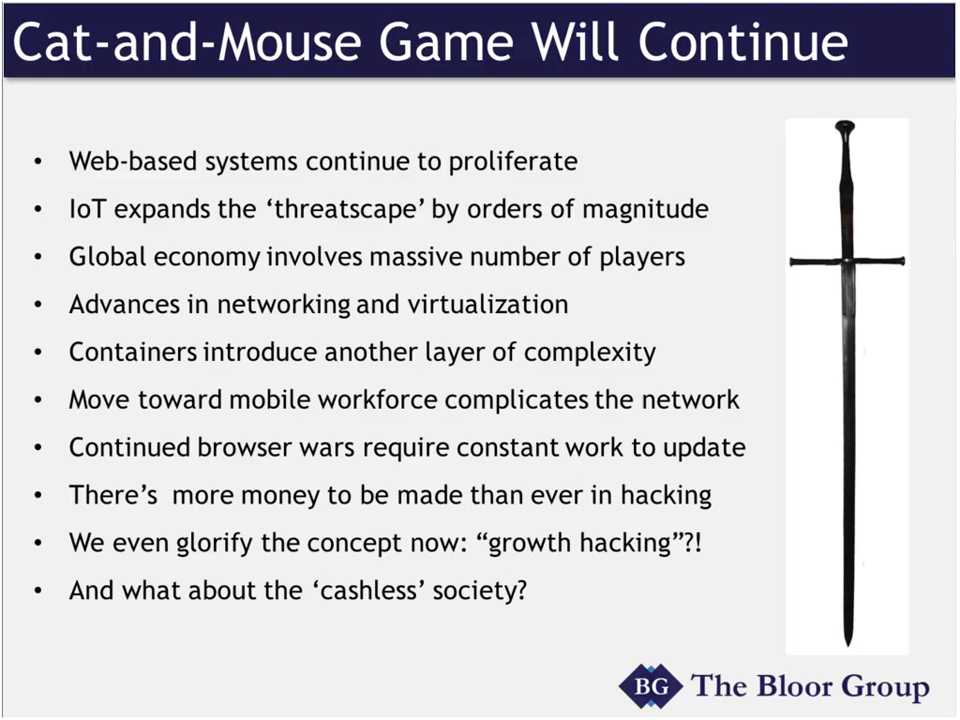 Cat-and-Mouse Game Will Continue
• Web-based systems continue to proliferate
• IoT expands the ‘threatscape’ by orders of magnitude
• Global economy involves massive number of players
• Advances in networking and virtualization
• Containers introduce another layer of complexity
• Move toward mobile workforce complicates the network
• Continued browser wars require constant work to update
• There’s  more money to be made than ever in hacking
• We even glorify the concept now: “growth hacking”?!
• And what about the ‘cashless’ society?
BG The Bloor Group